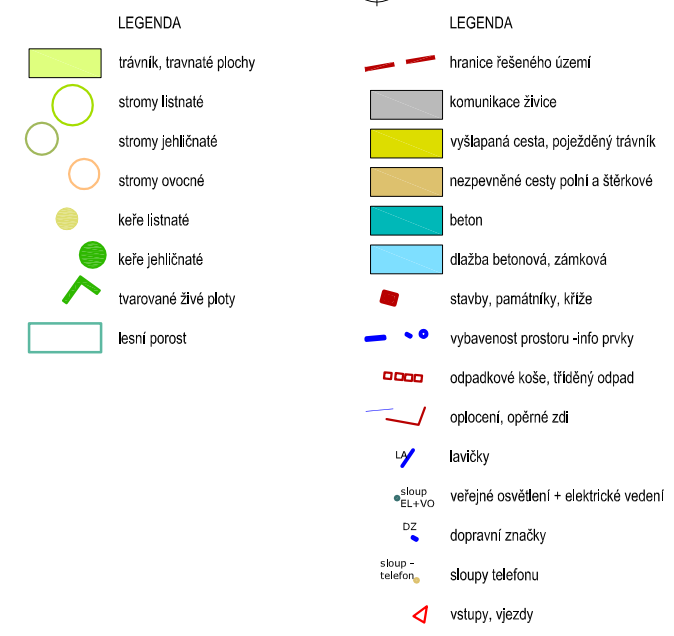 LEGENDA
trávník, travnaté plochy
stromy listnaté
stromy jehličnaté
stromy ovocné
keře listnaté
keře jehličnaté
tvarované živé ploty
lesní porost
LEGENDA
hranice řešeného území
komunikace živice
vyšlapaná cesta, poježděný trávník
nezpevněné cesty polní a štěrkové
beton
dlažba betonová, zámková
stavby, památníky, kříže
vybavenost prostoru -info prvky
odpadkové koše, tříděný odpad
oplocení, opěrné zdi
LA
lavičky
sloup
EL+VO
veřejné osvětlení + elektrické vedení
DZ
dopravní značky
sloup -
telefon
sloupy telefonu
vstupy, vjezdy